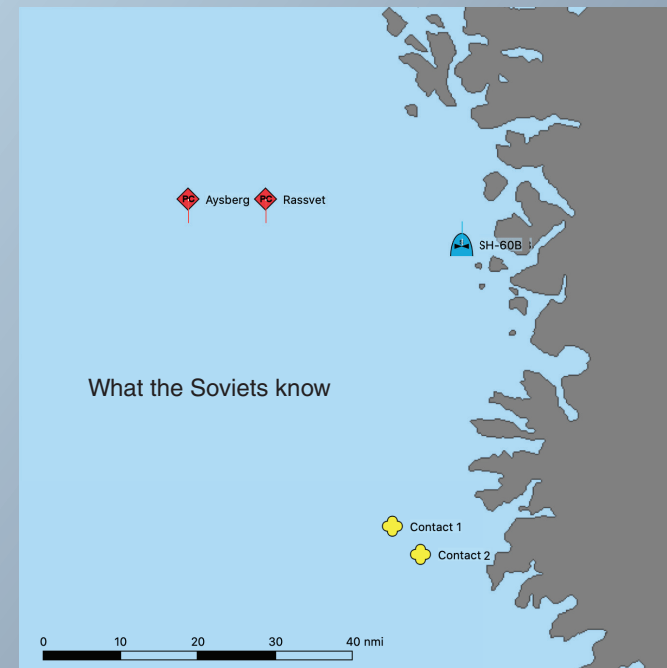 PC Aysberg PC Rassvet
SH-60B
What the Soviets know
Contact 1
Contact 2
0 10 20 30 40 nmi